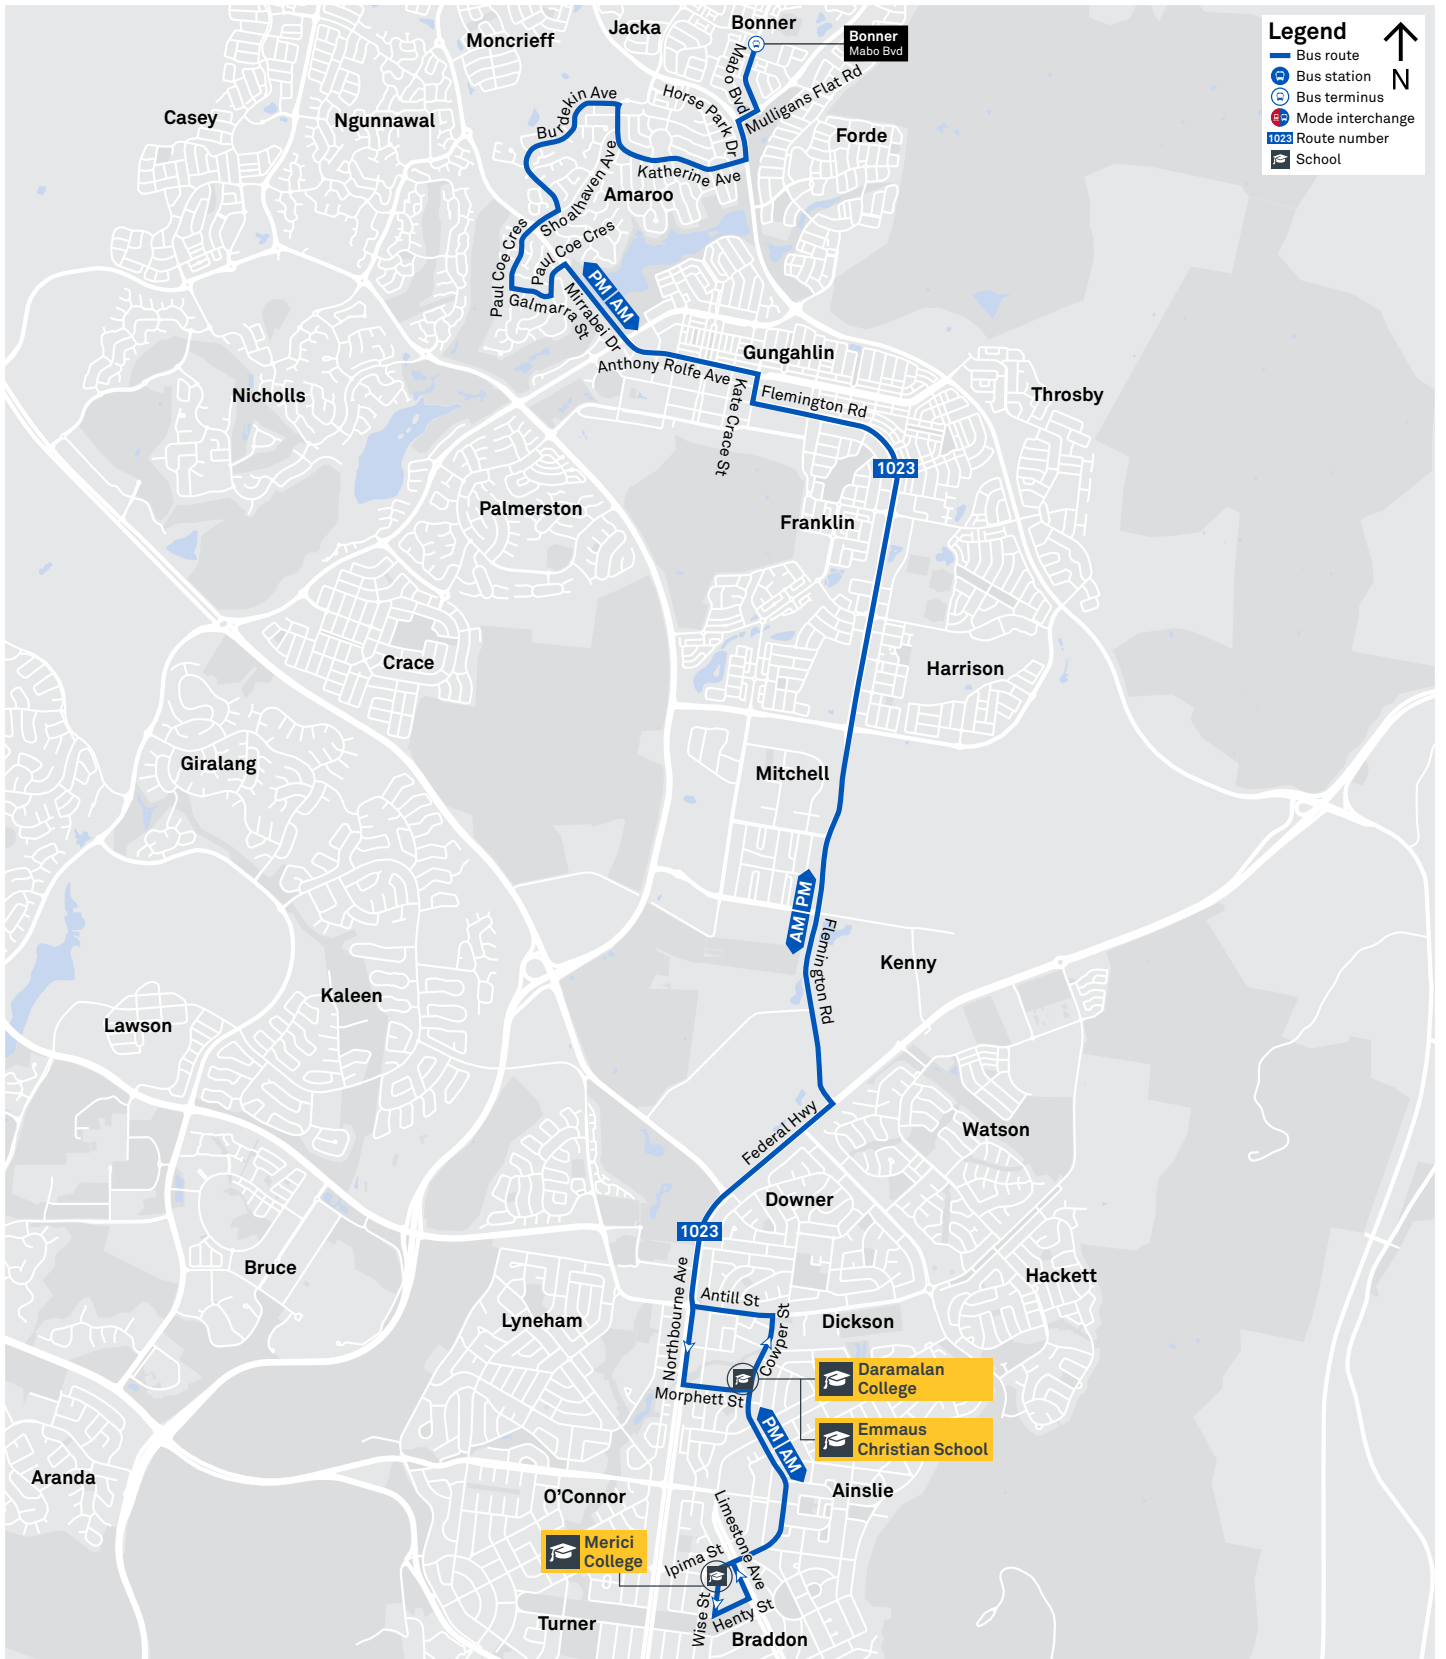 Legend
N
Bus route
Bus station
Bus terminus
Mode interchange
1023 Route number
School
Bonner
Bonner
Mabo Bvd
Jacka
Moncrieff
Mabo Bvd
Mulligans Flat Rd
Horse Park Dr
Burdekin Ave
Casey
Ngunnawal
Forde
Shoalhaven Ave
Katherine Ave
Amaroo
Paul Coe Cres
Paul Coe Cres
Galmarra St
Mirrabei Dr
PM AM
Gungahlin
Anthony Rolfe Ave
Kate Crace St
Flemington Rd
Nicholls
Throsby
1023
Palmerston
Franklin
Crace
Harrison
Giralang
Mitchell
AM PM
Flemington Rd
Kenny
Kaleen
Lawson
Federal Hwy
Watson
Downer
1023
Bruce
Hackett
Northbourne Ave
Antill St
Cowper St
Lyneham
Dickson
Morphett St
Daramalan
College
Emmaus
Christian School
PM AM
Aranda
O'Connor
Ainslie
Limestone Ave
Merici
College
Ipima St
Wise St
Henty St
Turner
Braddon